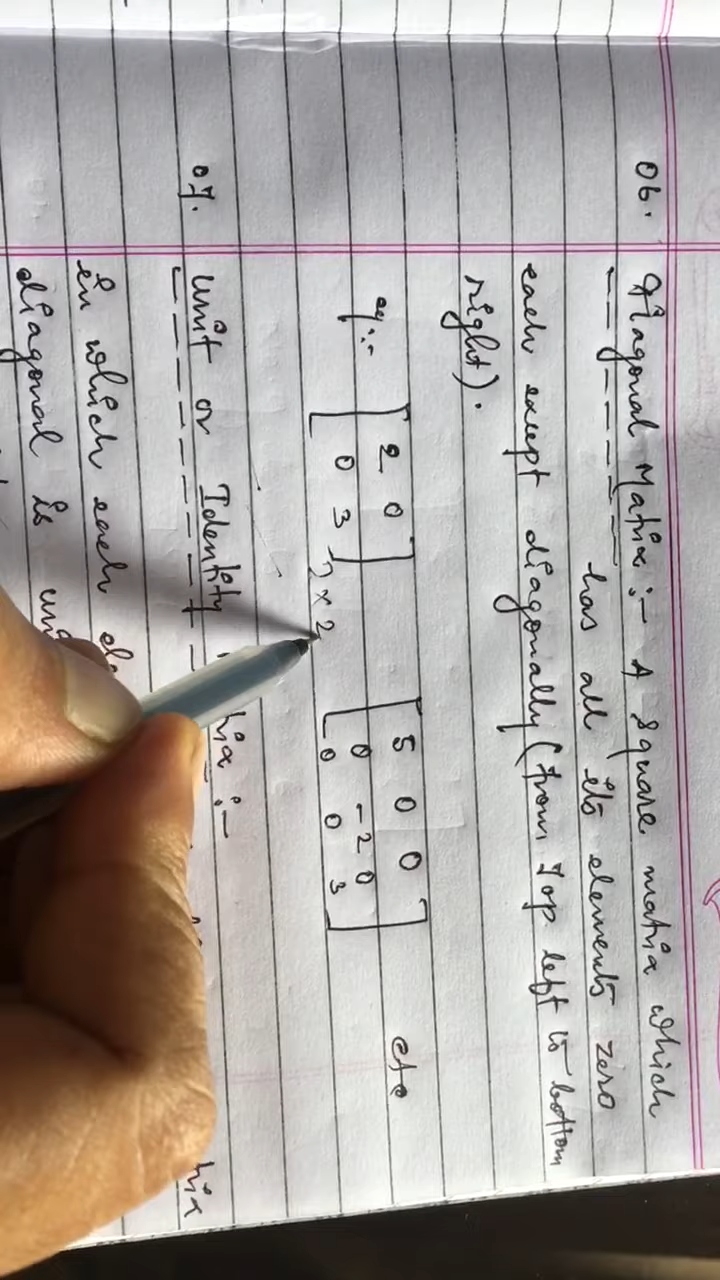 06. Diagonal Matrix :- A square matrix which
has all its elements zero
each except diagonally (from Top left to bottom
right).
eg:- [2 0] [5 0 0] etc
[0 3] 2×2 [0 -2 0]
[0 0 3]
07. Unit or Identity :-
in which each
diagonal is